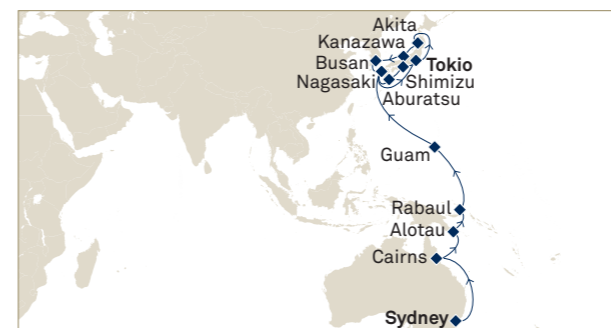 Akita
Kanazawa
Busan
Tokio
Nagasaki
Shimizu
Aburatsu
Guam
Rabaul
Alotau
Cairns
Sydney